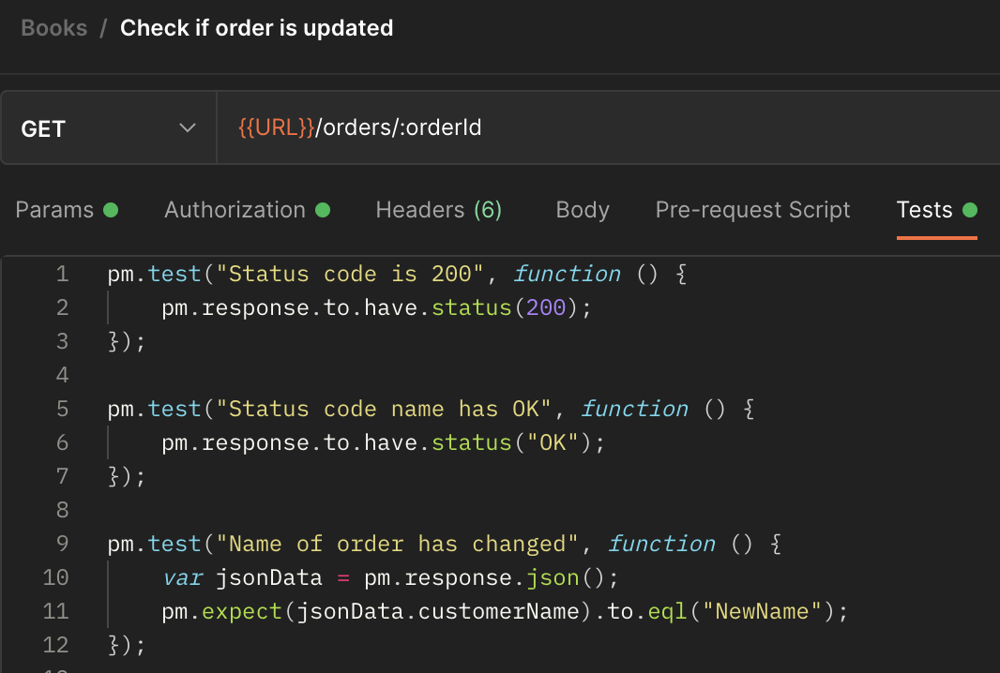 Books / Check if order is updated
GET {{URL}}/orders/:orderId
Params Authorization Headers (6) Body Pre-request Script Tests
1 pm.test("Status code is 200", function () {
2 pm.response.to.have.status(200);
3 });
4
5 pm.test("Status code name has OK", function () {
6 pm.response.to.have.status("OK");
7 });
8
9 pm.test("Name of order has changed", function () {
10 var jsonData = pm.response.json();
11 pm.expect(jsonData.customerName).to.eql("NewName");
12 });